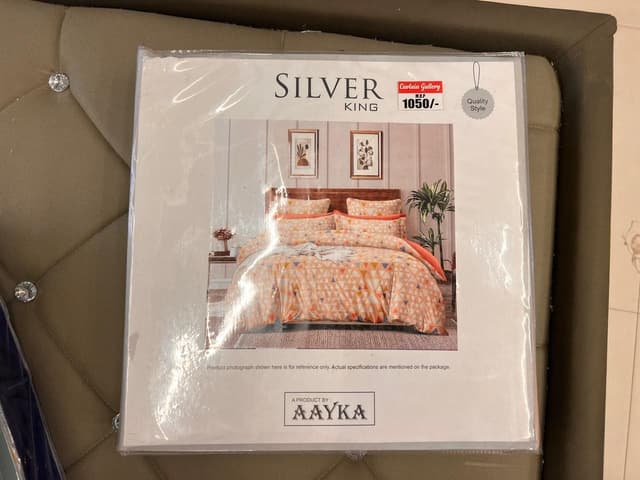 SILVER
KING
Curtain Gallery
M.R.P
1050/-
Quality
Style
Product photograph shown here is for reference only. Actual specifications are mentioned on the package.
A PRODUCT BY
AAYKA